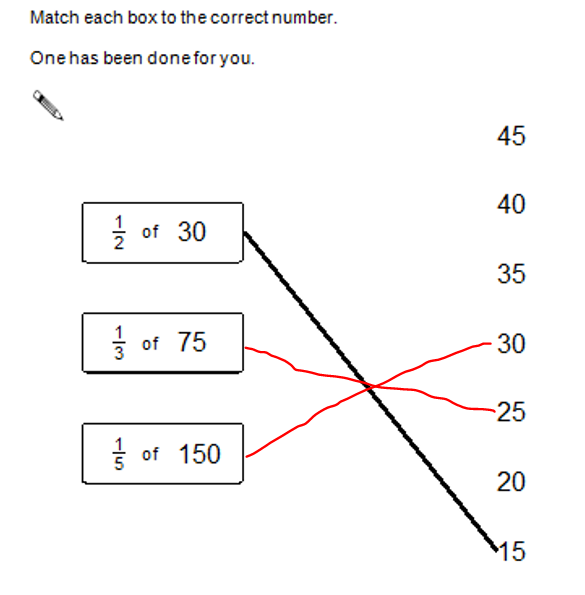 Match each box to the correct number.
One has been done for you.
45
40
1/2 of 30
35
1/3 of 75
30
25
1/5 of 150
20
15